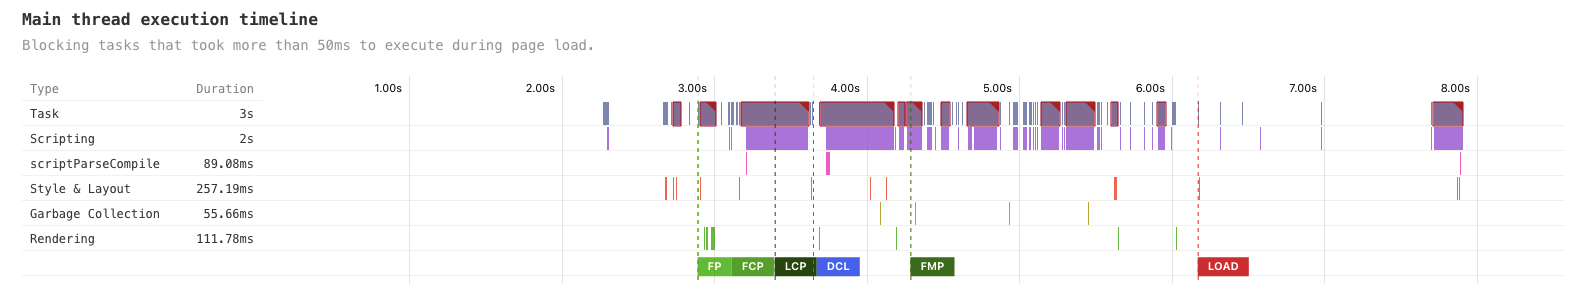 Main thread execution timeline
Blocking tasks that took more than 50ms to execute during page load.
Type Duration 1.00s 2.00s 3.00s 4.00s 5.00s 6.00s 7.00s 8.00s
Task 3s
Scripting 2s
scriptParseCompile 89.08ms
Style & Layout 257.19ms
Garbage Collection 55.66ms
Rendering 111.78ms
FP FCP LCP DCL FMP LOAD